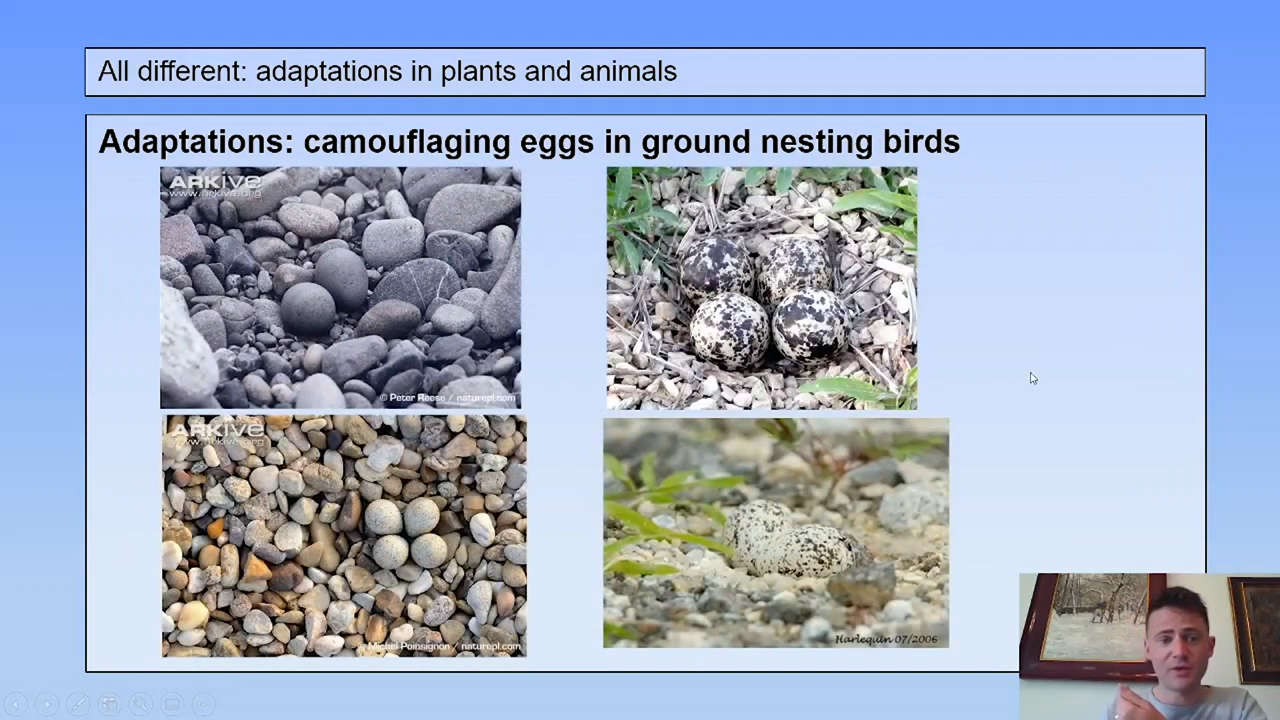 All different: adaptations in plants and animals
Adaptations: camouflaging eggs in ground nesting birds
ARKIVE
www.arkive.org
© Peter Reese / naturepl.com
ARKIVE
www.arkive.org
© Michel Poinsignon / naturepl.com
Harlequin 07/2006